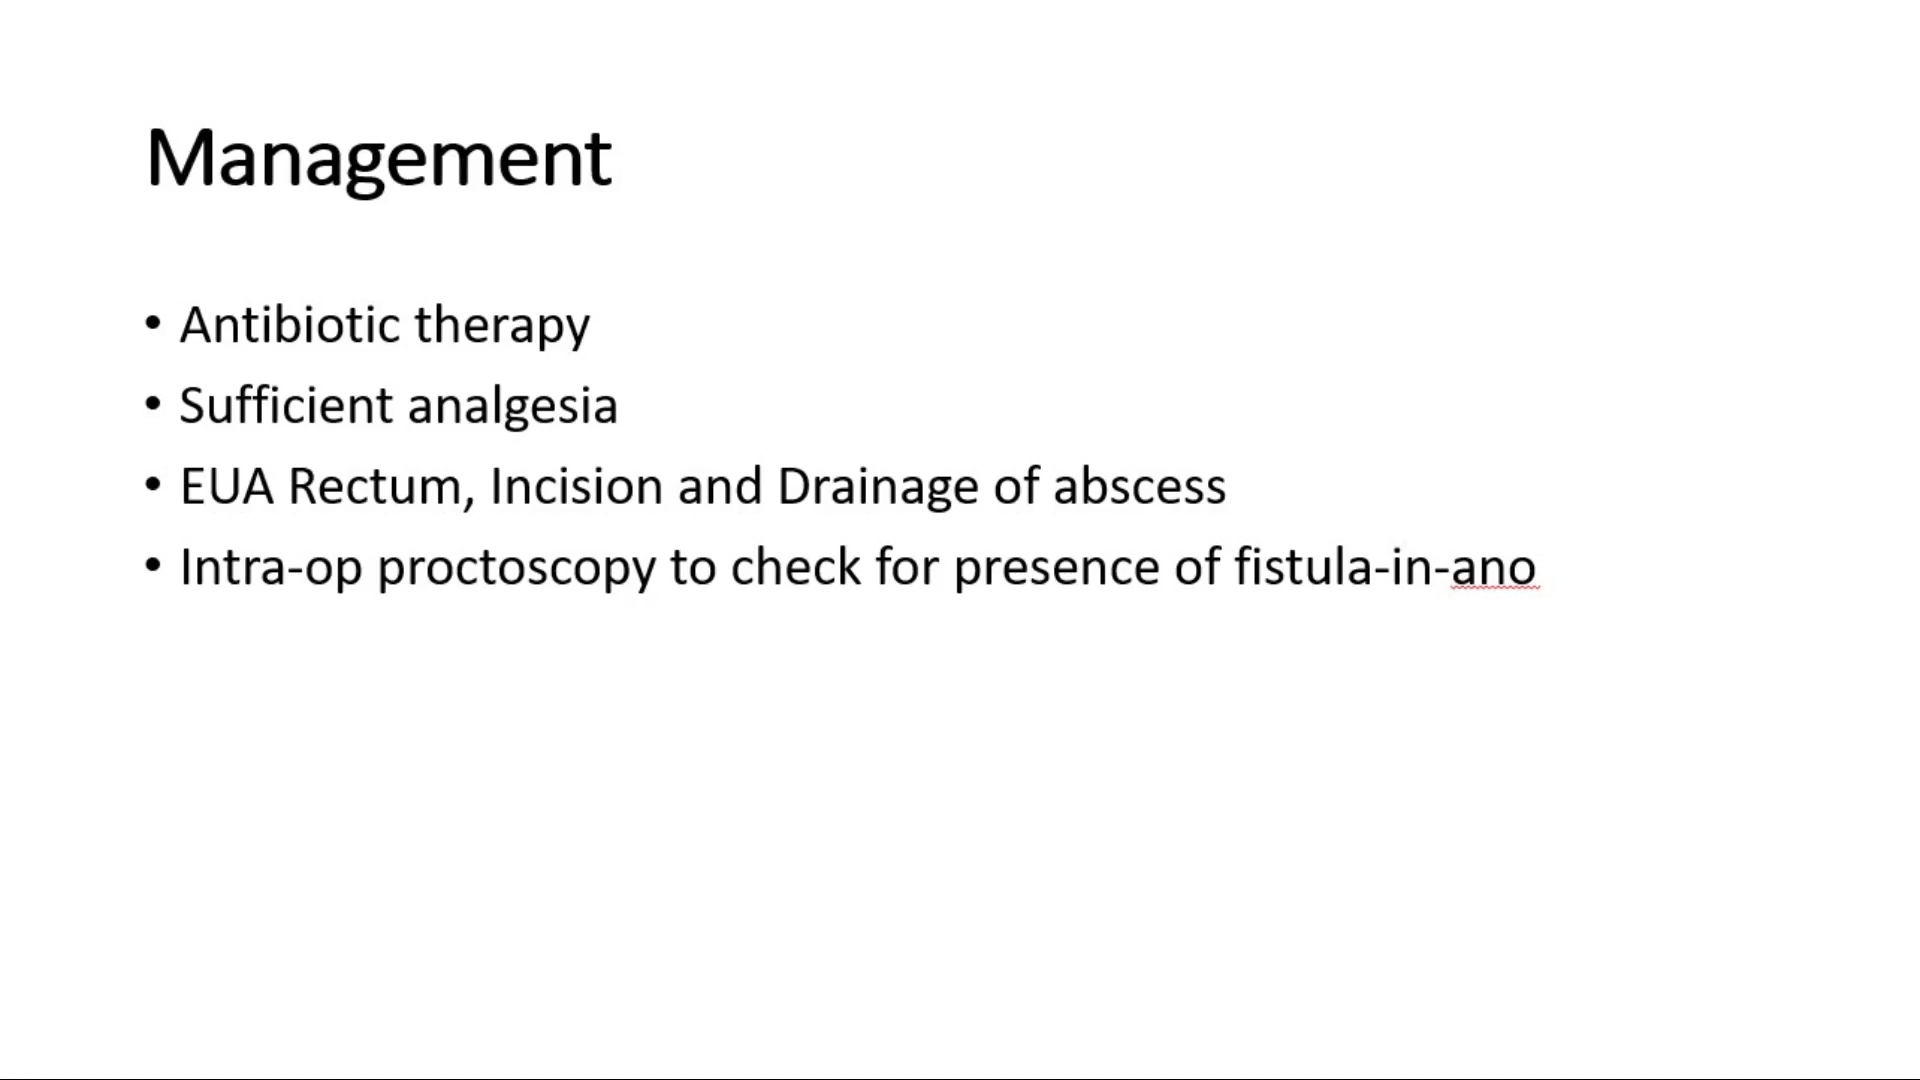 Management
• Antibiotic therapy
• Sufficient analgesia
• EUA Rectum, Incision and Drainage of abscess
• Intra-op proctoscopy to check for presence of fistula-in-ano